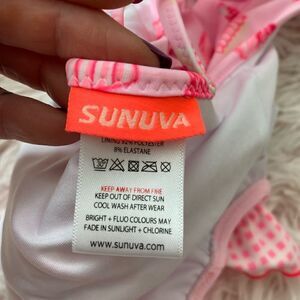 SUNUVA
LINING 92% POLYESTER
8% ELASTANE
KEEP AWAY FROM FIRE
KEEP OUT OF DIRECT SUN
COOL WASH AFTER WEAR
BRIGHT + FLUO COLOURS MAY
FADE IN SUNLIGHT + CHLORINE
www.sunuva.com